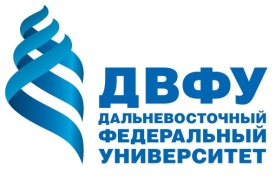 ДВФУ
ДАЛЬНЕВОСТОЧНЫЙ
ФЕДЕРАЛЬНЫЙ
УНИВЕРСИТЕТ